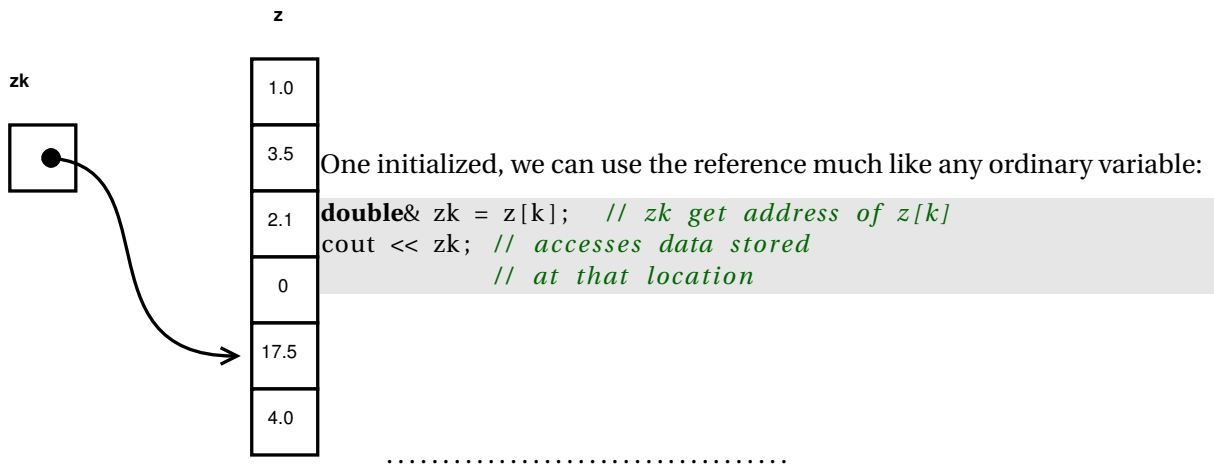 z
zk
1.0
3.5
2.1
0
17.5
4.0
One initialized, we can use the reference much like any ordinary variable:
double& zk = z[k]; // zk get address of z[k]
cout << zk; // accesses data stored
// at that location
....................................